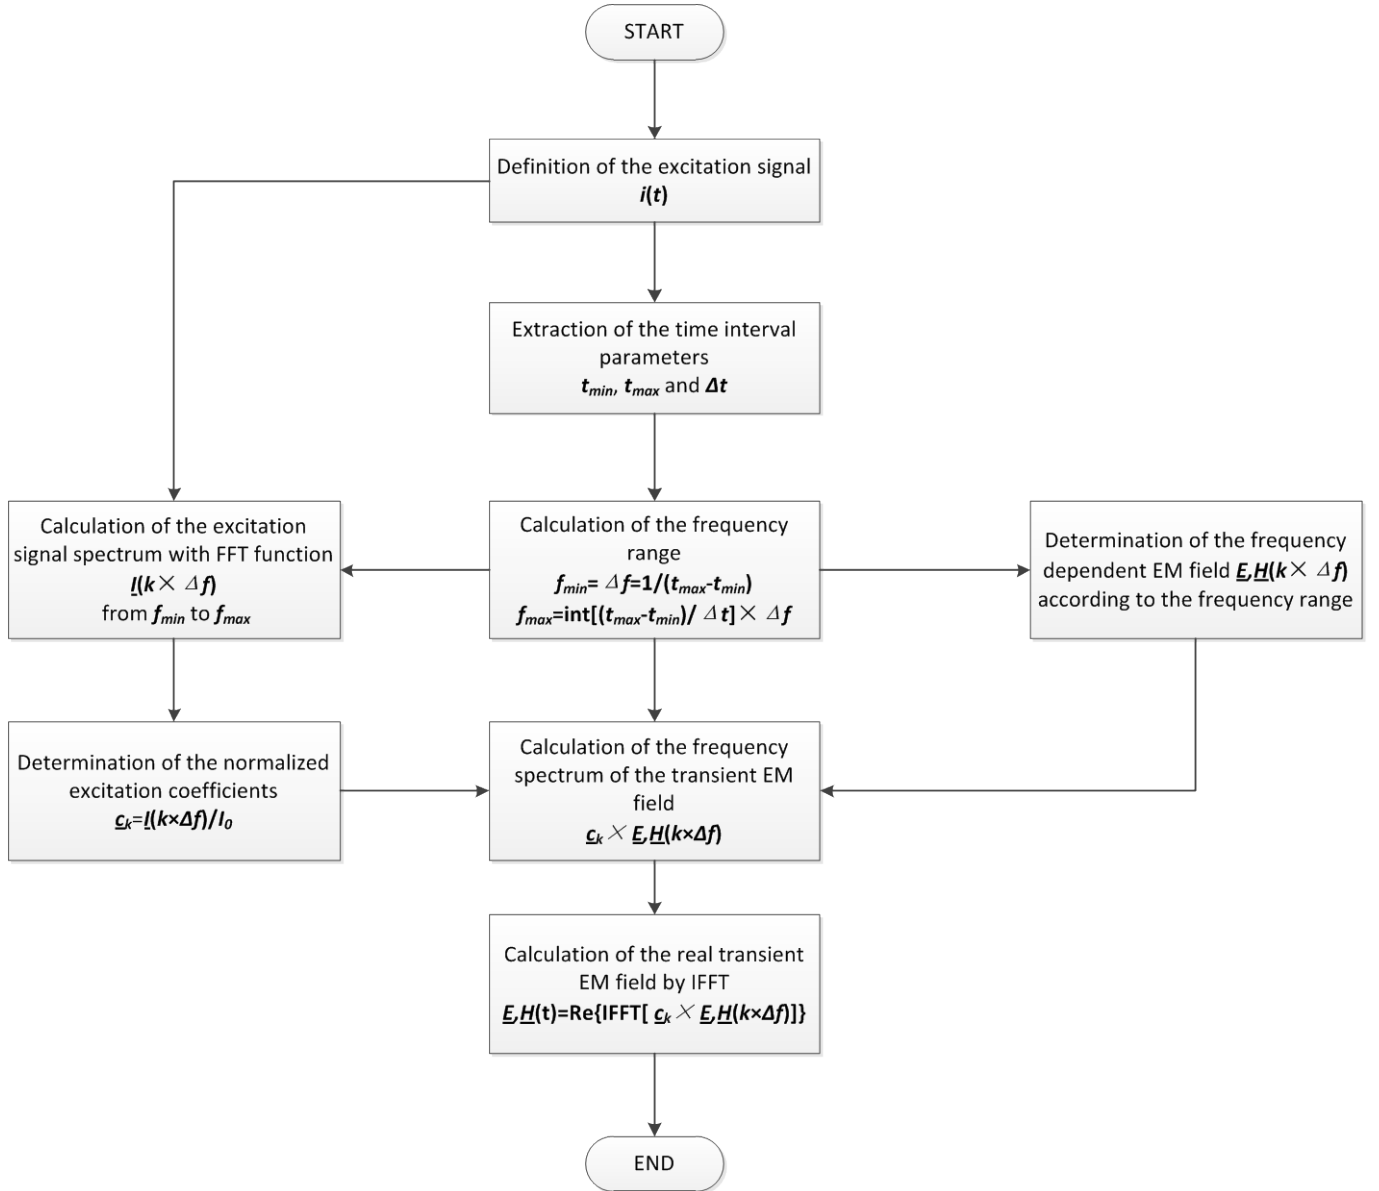 START
Definition of the excitation signal
i(t)
Extraction of the time interval
parameters
tmin, tmax and Δt
Calculation of the excitation
signal spectrum with FFT function
I(k× Δf)
from fmin to fmax
Calculation of the frequency
range
fmin= Δf=1/(tmax-tmin)
fmax=int[(tmax-tmin)/ Δt]× Δf
Determination of the frequency
dependent EM field E,H(k× Δf)
according to the frequency range
Determination of the normalized
excitation coefficients
ck=I(k×Δf)/I0
Calculation of the frequency
spectrum of the transient EM
field
ck× E,H(k×Δf)
Calculation of the real transient
EM field by IFFT
E,H(t)=Re{IFFT[ ck× E,H(k×Δf)]}
END